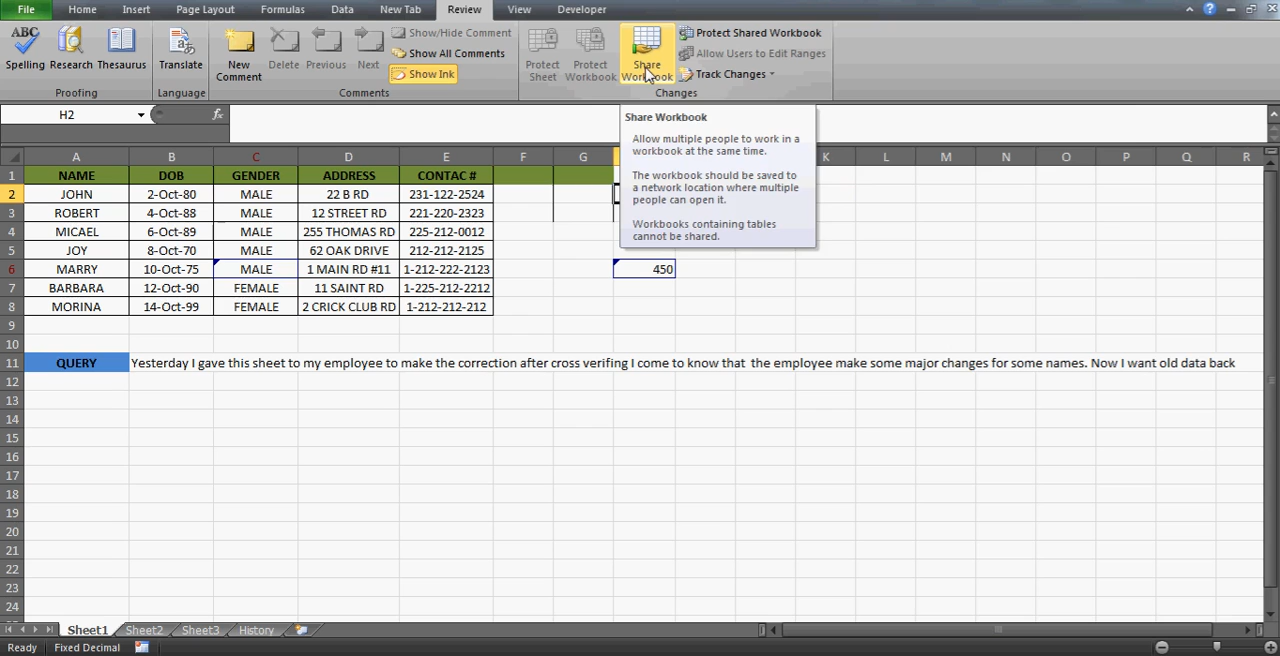 File Home Insert Page Layout Formulas Data New Tab Review View Developer
ABC
Spelling Research Thesaurus
Proofing
Translate
Language
New Comment Delete Previous Next
Show/Hide Comment
Show All Comments
Show Ink
Comments
Protect Sheet Protect Workbook Share Workbook
Protect Shared Workbook
Allow Users to Edit Ranges
Track Changes
Changes
H2 fx
Share Workbook
Allow multiple people to work in a
workbook at the same time.
The workbook should be saved to
a network location where multiple
people can open it.
Workbooks containing tables
cannot be shared.
A B C D E F G K L M N O P Q R
1 NAME DOB GENDER ADDRESS CONTAC #
2 JOHN 2-Oct-80 MALE 22 B RD 231-122-2524
3 ROBERT 4-Oct-88 MALE 12 STREET RD 221-220-2323
4 MICAEL 6-Oct-89 MALE 255 THOMAS RD 225-212-0012
5 JOY 8-Oct-70 MALE 62 OAK DRIVE 212-212-2125
6 MARRY 10-Oct-75 MALE 1 MAIN RD #11 1-212-222-2123 450
7 BARBARA 12-Oct-90 FEMALE 11 SAINT RD 1-225-212-2212
8 MORINA 14-Oct-99 FEMALE 2 CRICK CLUB RD 1-212-212-212
9
10
11 QUERY Yesterday I gave this sheet to my employee to make the correction after cross verifing I come to know that the employee make some major changes for some names. Now I want old data back
12
13
14
15
16
17
18
19
20
21
22
23
24
Sheet1 Sheet2 Sheet3 History
Ready Fixed Decimal